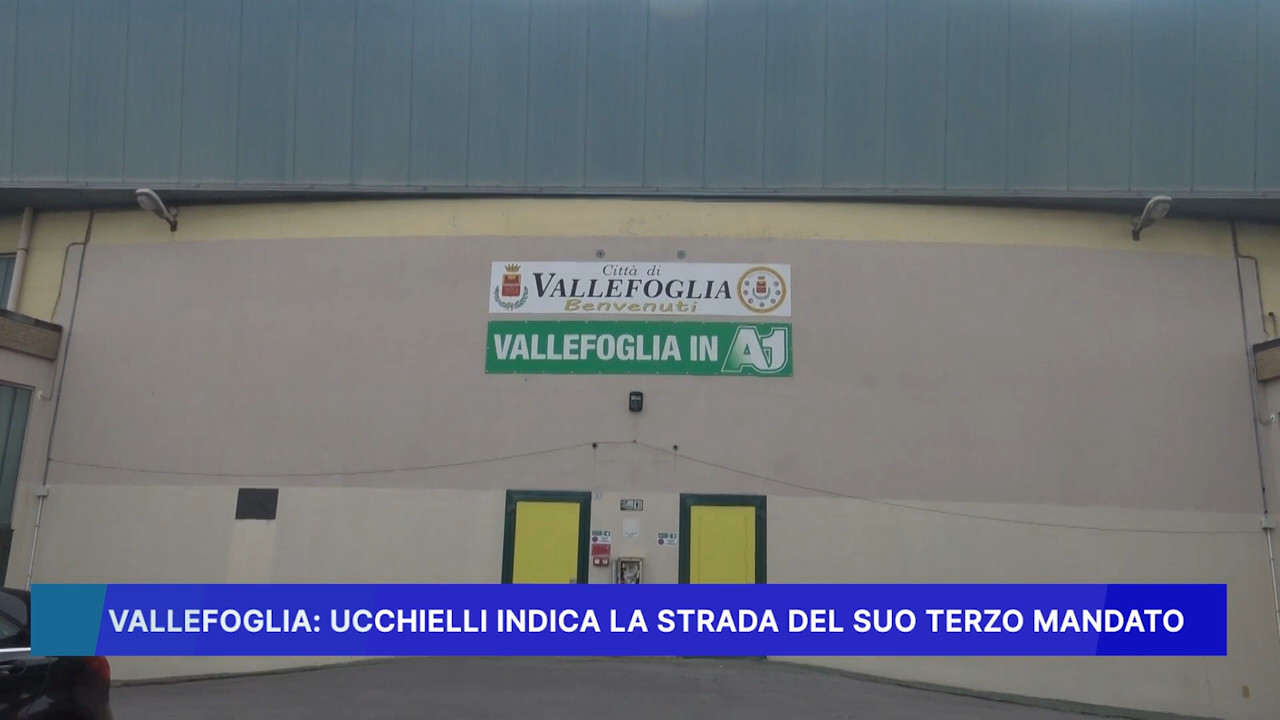 Città di
VALLEFOGLIA
Benvenuti
VALLEFOGLIA IN A1
VALLEFOGLIA: UCCHIELLI INDICA LA STRADA DEL SUO TERZO MANDATO